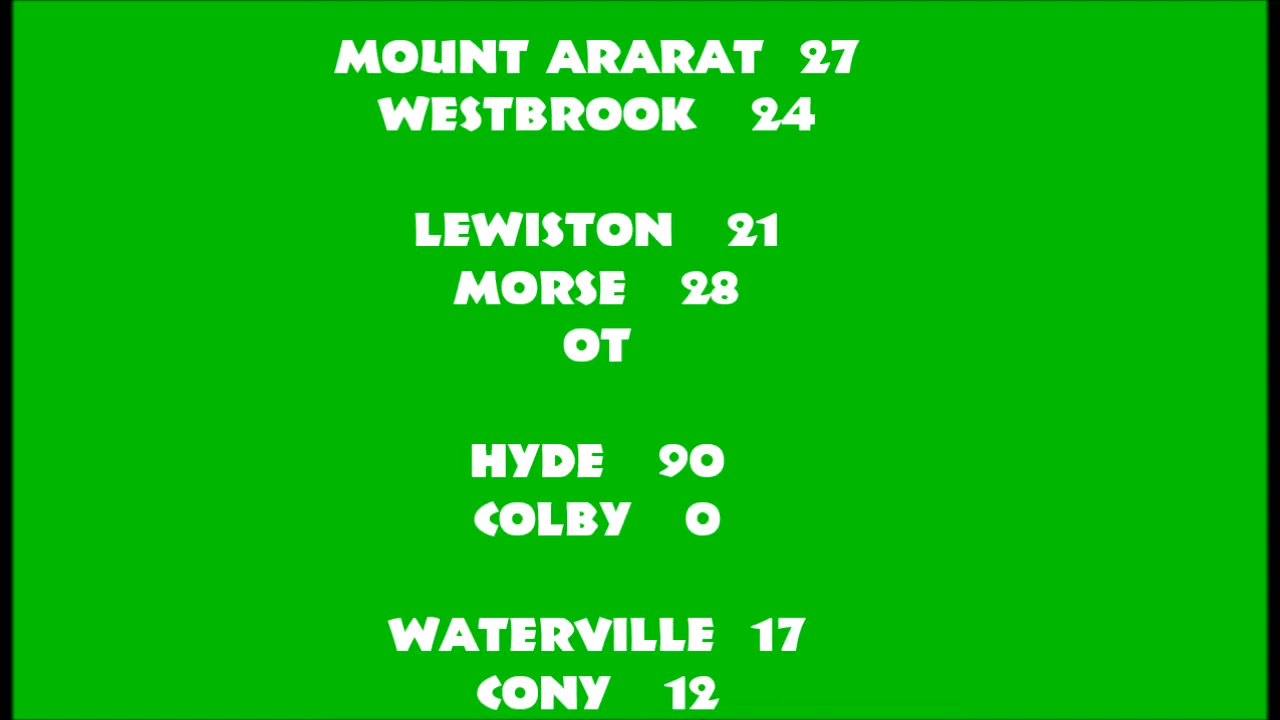 MOUNT ARARAT 27
WESTBROOK 24
LEWISTON 21
MORSE 28
OT
HYDE 90
COLBY 0
WATERVILLE 17
CONY 12